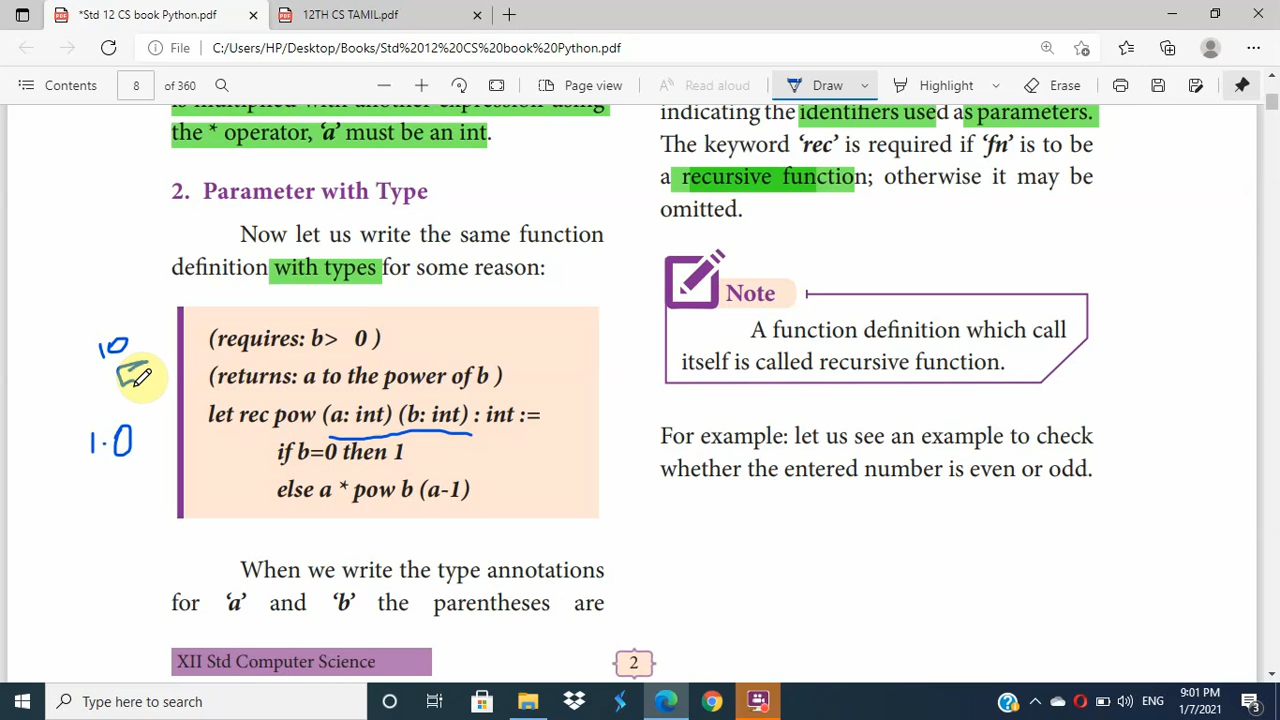 *Std 12 CS book Python.pdf
12TH CS TAMIL.pdf
File
C:/Users/HP/Desktop/Books/Std%2012%20CS%20book%20Python.pdf
Contents
8
of 360
Page view
Read aloud
Draw
Highlight
Erase
is multiplied with another expression using
the * operator, ‘a’ must be an int.
2. Parameter with Type
Now let us write the same function
definition with types for some reason:
(requires: b> 0 )
(returns: a to the power of b )
let rec pow (a: int) (b: int) : int :=
if b=0 then 1
else a * pow b (a-1)
10
1.0
When we write the type annotations
for ‘a’ and ‘b’ the parentheses are
indicating the identifiers used as parameters.
The keyword ‘rec’ is required if ‘fn’ is to be
a recursive function; otherwise it may be
omitted.
Note
A function definition which call
itself is called recursive function.
For example: let us see an example to check
whether the entered number is even or odd.
XII Std Computer Science
2
Type here to search
ENG
9:01 PM
1/7/2021
3